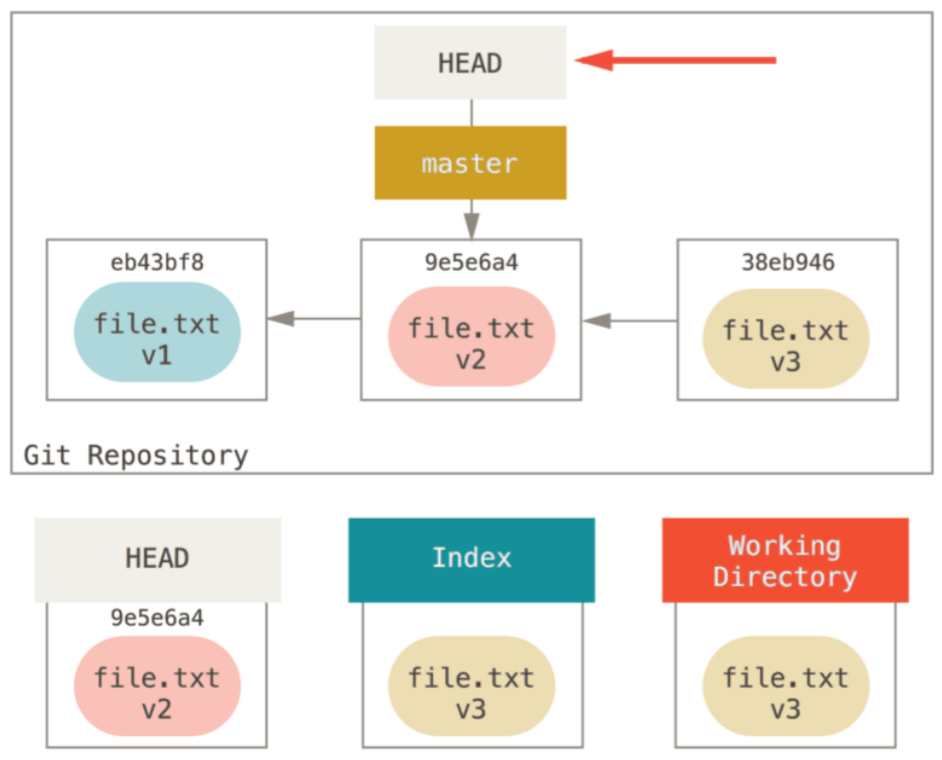 HEAD
master
eb43bf8
9e5e6a4
38eb946
file.txt
v1
file.txt
v2
file.txt
v3
Git Repository
HEAD
Index
Working
Directory
9e5e6a4
file.txt
v2
file.txt
v3
file.txt
v3